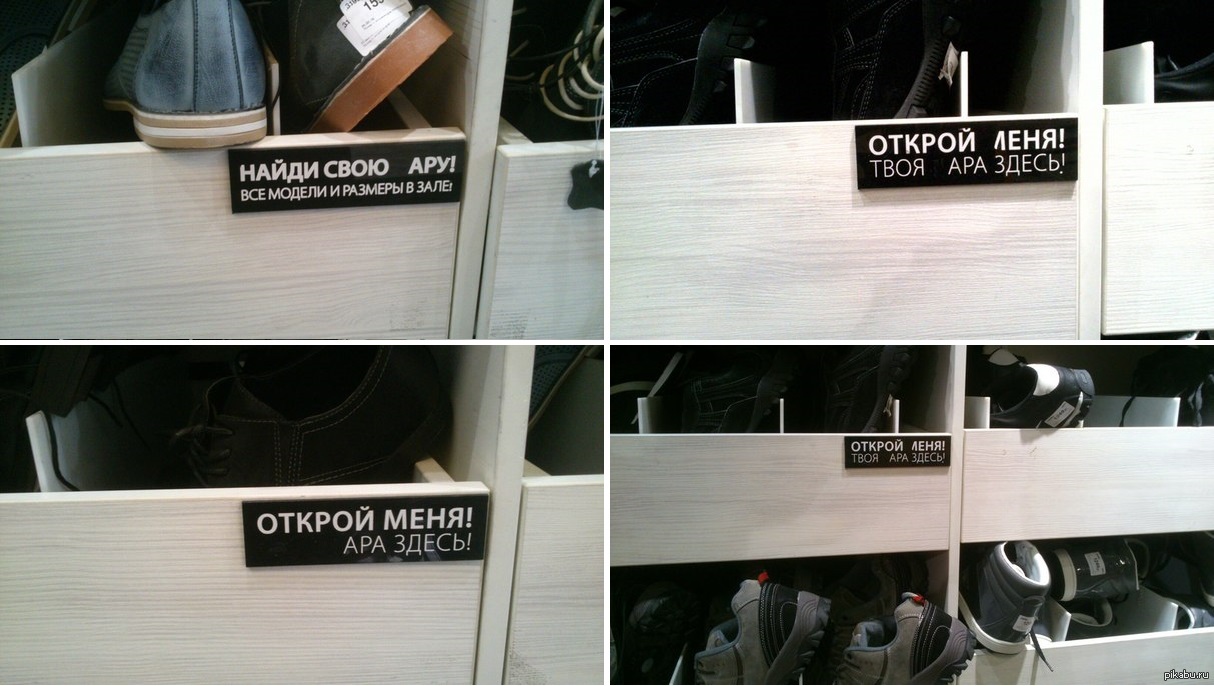 НАЙДИ СВОЮ АРУ!
ВСЕ МОДЕЛИ И РАЗМЕРЫ В ЗАЛЕ!
ОТКРОЙ МЕНЯ!
ТВОЯ АРА ЗДЕСЬ!
ОТКРОЙ МЕНЯ!
АРА ЗДЕСЬ!
ОТКРОЙ МЕНЯ!
ТВОЯ АРА ЗДЕСЬ!
pikabu.ru